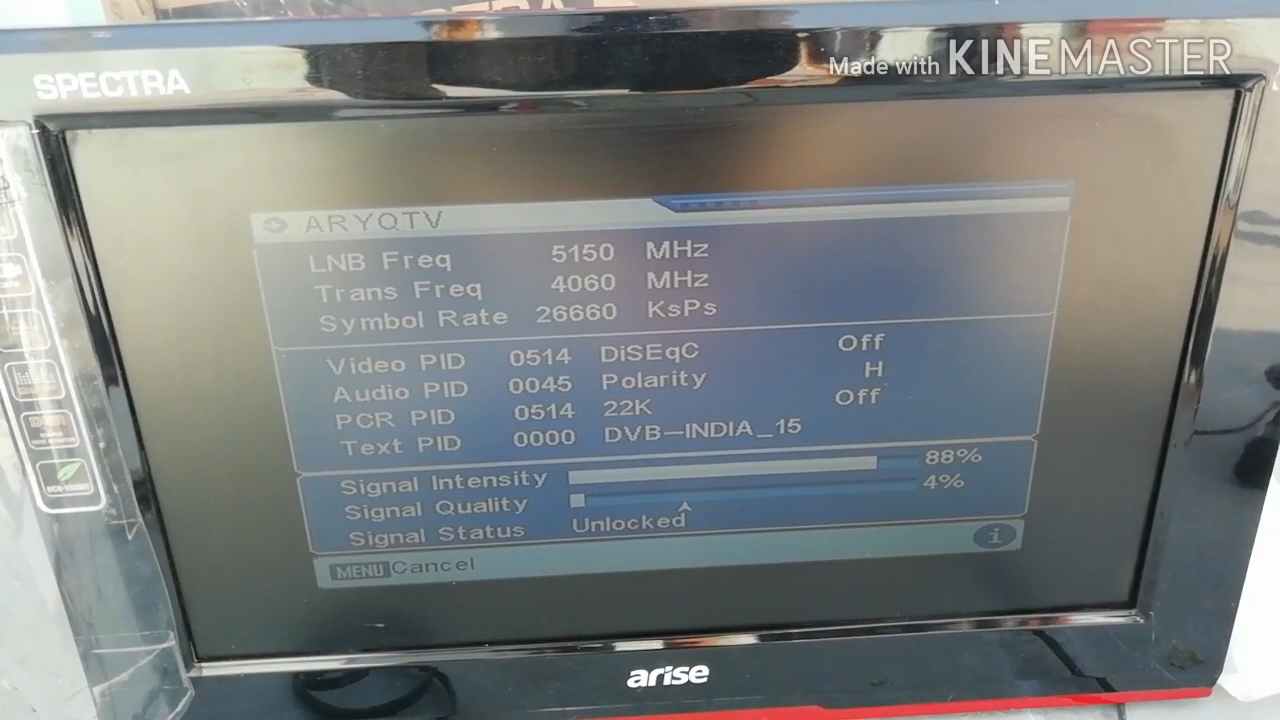 Made with KINEMASTER
SPECTRA
ARYQTV
LNB Freq 5150 MHz
Trans Freq 4060 MHz
Symbol Rate 26660 KsPs
Video PID 0514 DiSEqC Off
Audio PID 0045 Polarity H
PCR PID 0514 22K Off
Text PID 0000 DVB-INDIA_15
Signal Intensity 88%
Signal Quality 4%
Signal Status Unlocked
MENU Cancel i
arise